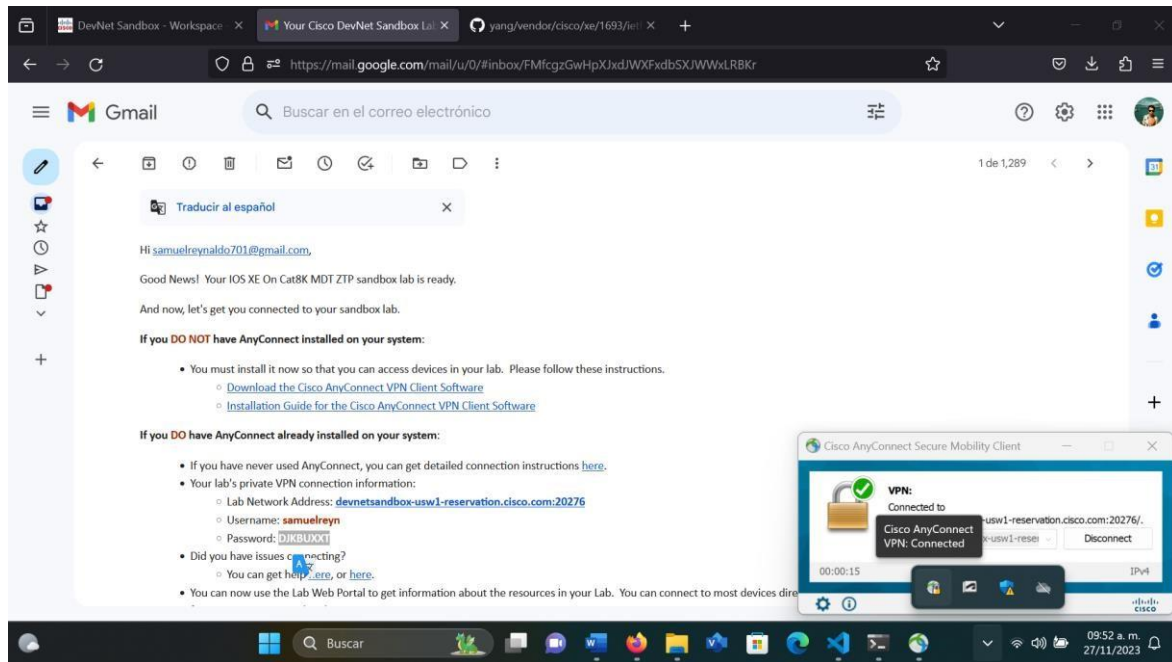 DevNet Sandbox - Workspace
Your Cisco DevNet Sandbox La
yang/vendor/cisco/xe/1693/iet
https://mail.google.com/mail/u/0/#inbox/FMfcgzGwHpXJxdJWXFxdbSXJWWxLRBKr
Gmail
Buscar en el correo electrónico
1 de 1,289
31
Traducir al español
Hi samuelreynaldo701@gmail.com,
Good News! Your IOS XE On Cat8K MDT ZTP sandbox lab is ready.
And now, let's get you connected to your sandbox lab.
If you DO NOT have AnyConnect installed on your system:
• You must install it now so that you can access devices in your lab. Please follow these instructions.
○ Download the Cisco AnyConnect VPN Client Software
○ Installation Guide for the Cisco AnyConnect VPN Client Software
If you DO have AnyConnect already installed on your system:
• If you have never used AnyConnect, you can get detailed connection instructions here.
• Your lab's private VPN connection information:
○ Lab Network Address: devnetsandbox-usw1-reservation.cisco.com:20276
○ Username: samuelreyn
○ Password: DJKBUXXT
• Did you have issues connecting?
○ You can get help here, or here.
• You can now use the Lab Web Portal to get information about the resources in your Lab. You can connect to most devices dire
Cisco AnyConnect Secure Mobility Client
VPN:
Connected to
-usw1-reservation.cisco.com:20276/.
Cisco AnyConnect
VPN: Connected
x-usw1-reser
Disconnect
00:00:15
IPv4
CISCO
Buscar
09:52 a. m.
27/11/2023